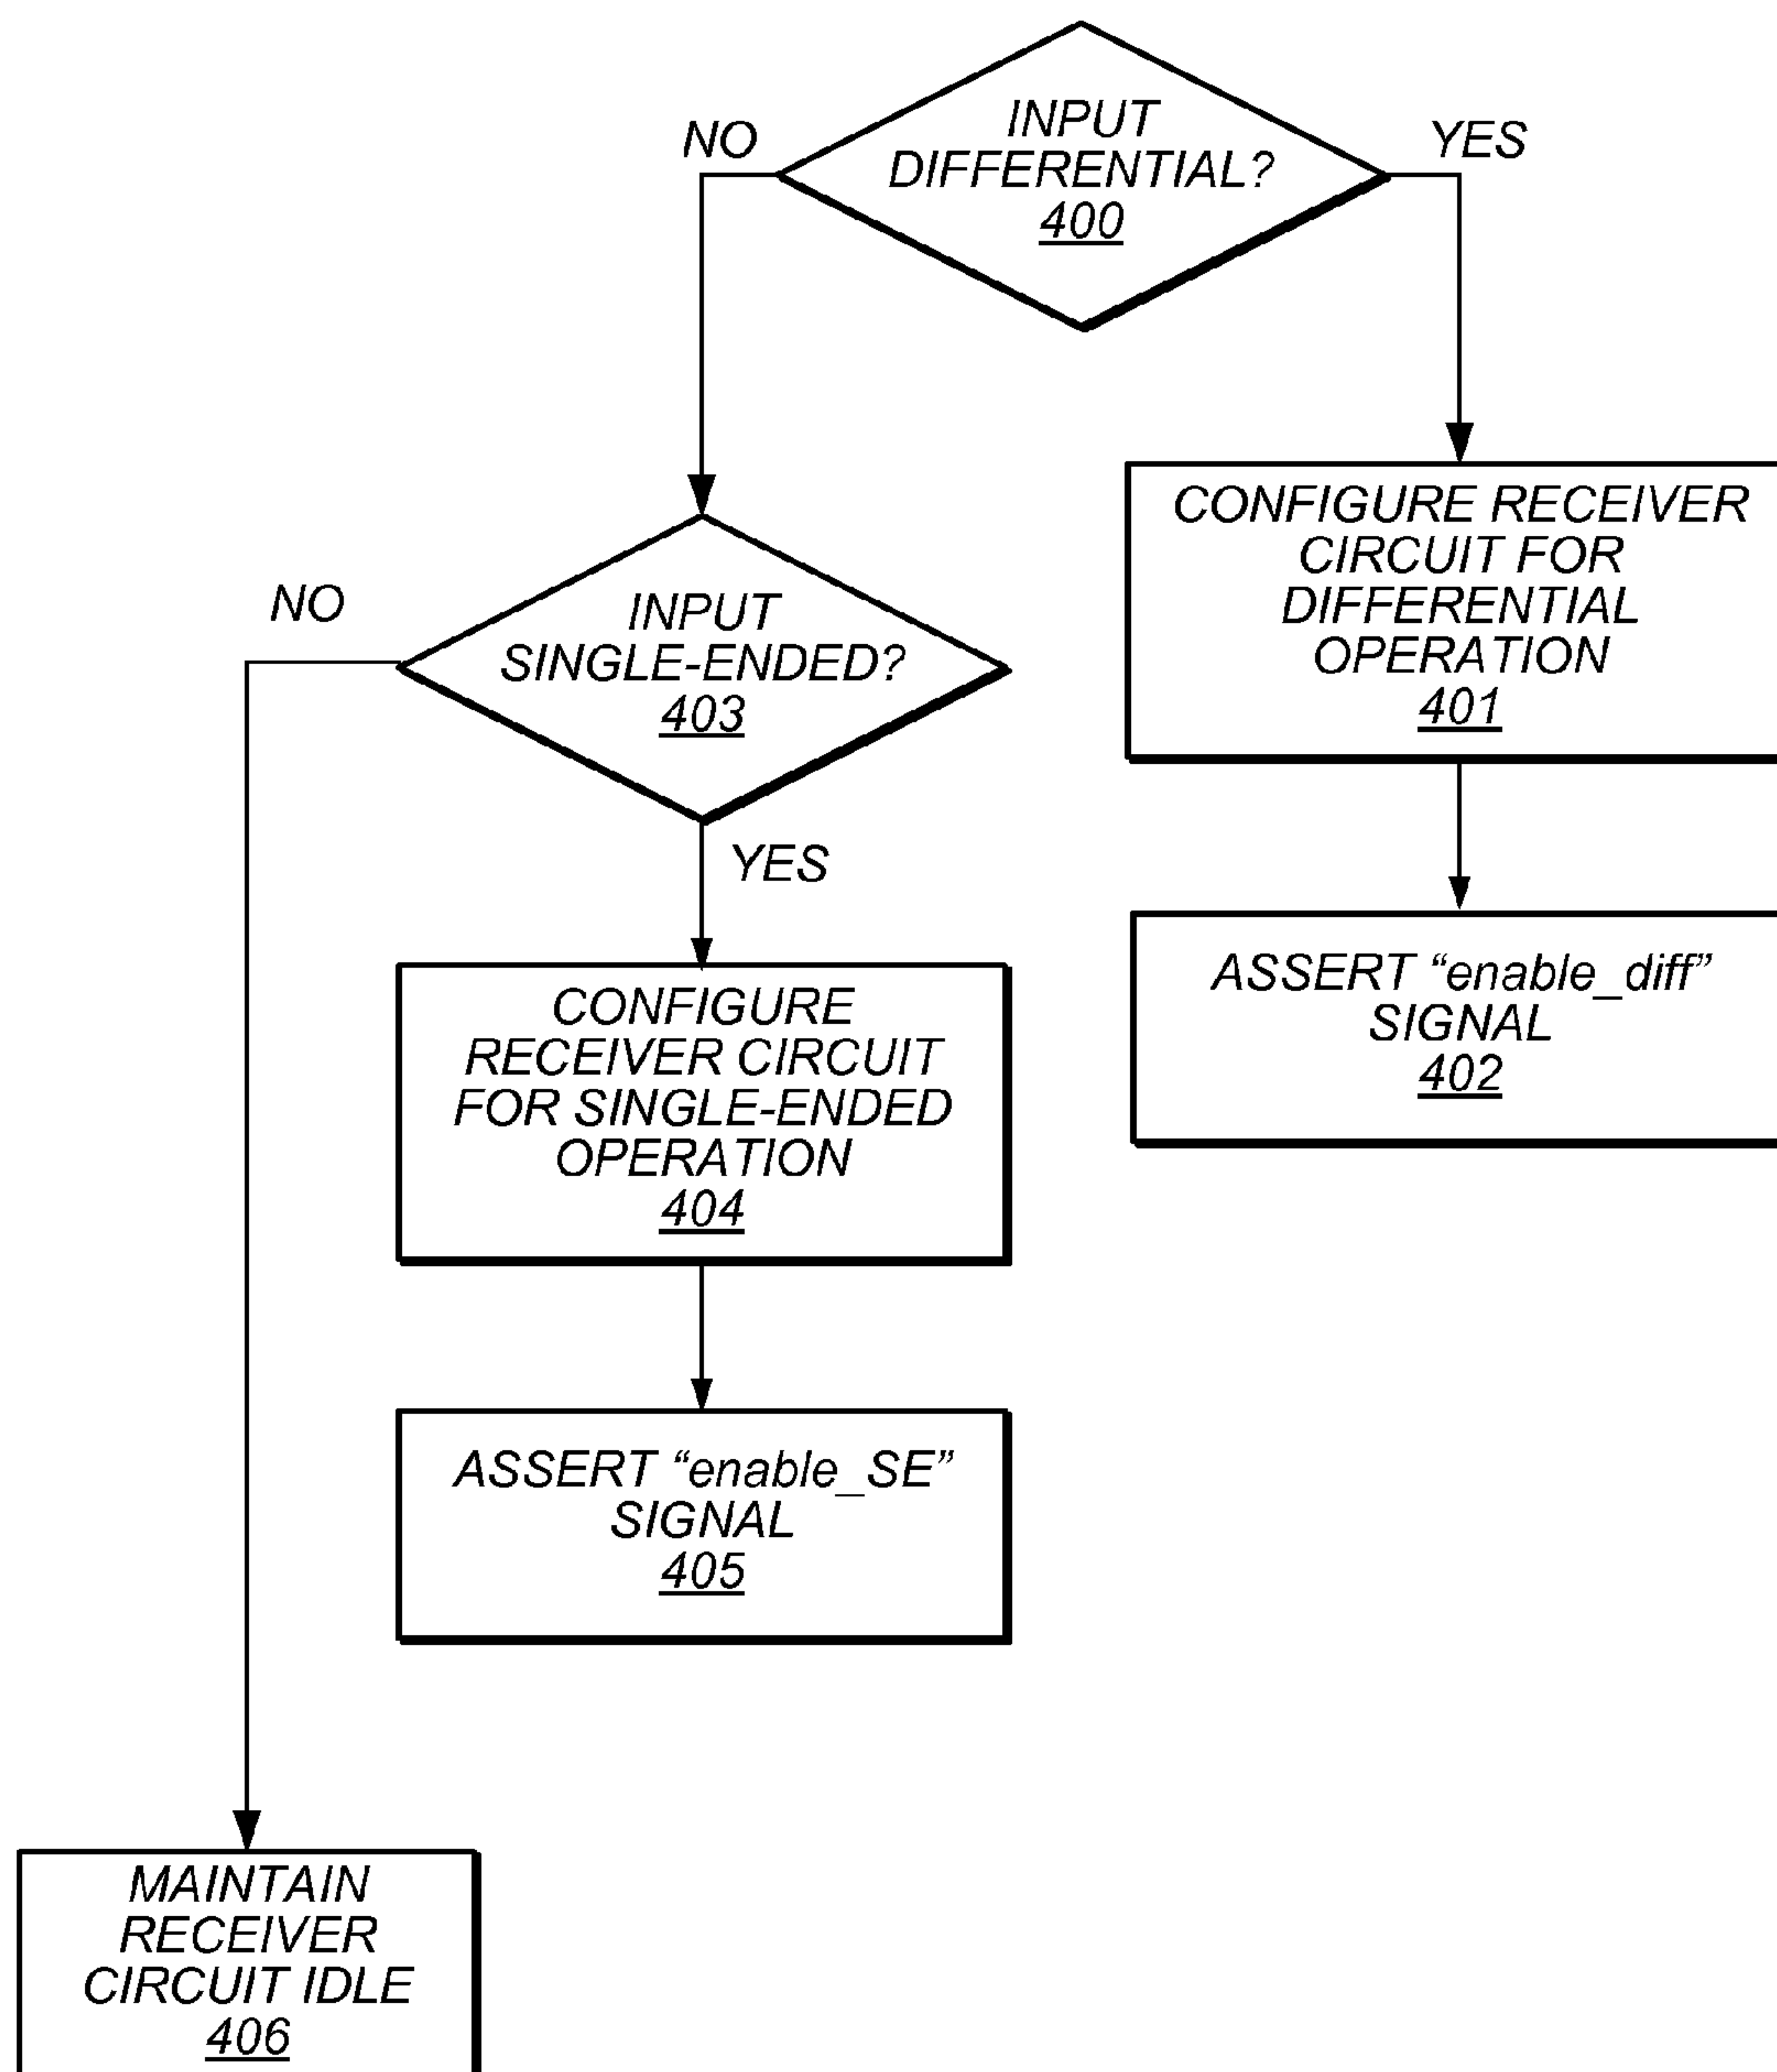 INPUT
DIFFERENTIAL?
400
NO
YES
CONFIGURE RECEIVER
CIRCUIT FOR
DIFFERENTIAL
OPERATION
401
INPUT
SINGLE-ENDED?
403
NO
YES
ASSERT “enable_diff”
SIGNAL
402
CONFIGURE
RECEIVER CIRCUIT
FOR SINGLE-ENDED
OPERATION
404
ASSERT “enable_SE”
SIGNAL
405
MAINTAIN
RECEIVER
CIRCUIT IDLE
406